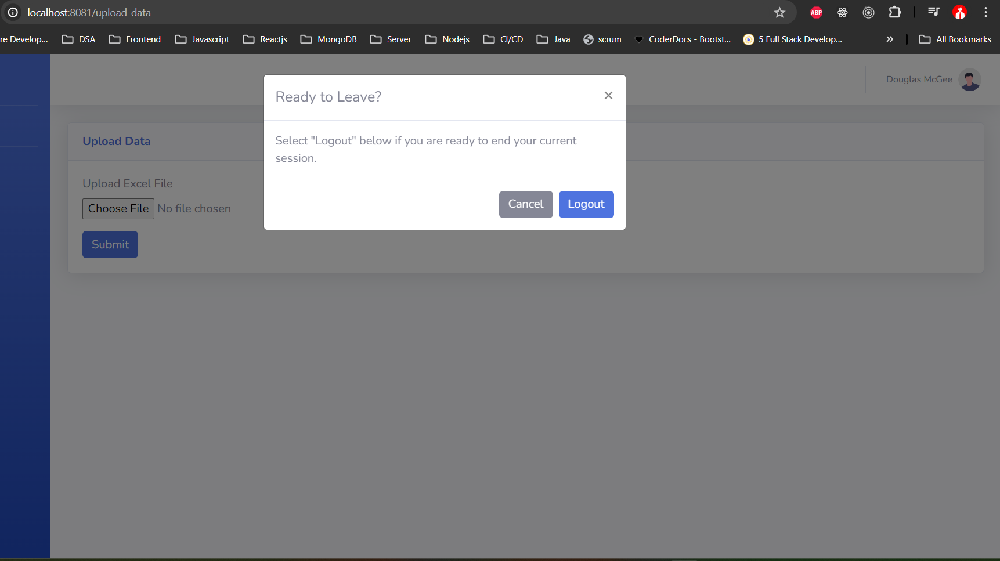 localhost:8081/upload-data
ABP
re Develop... DSA Frontend Javascript Reactjs MongoDB Server Nodejs CI/CD Java scrum CoderDocs - Bootst... 5 Full Stack Develop... » All Bookmarks
Douglas McGee
Ready to Leave? ×
Select "Logout" below if you are ready to end your current
session.
Cancel Logout
Upload Data
Upload Excel File
Choose File No file chosen
Submit